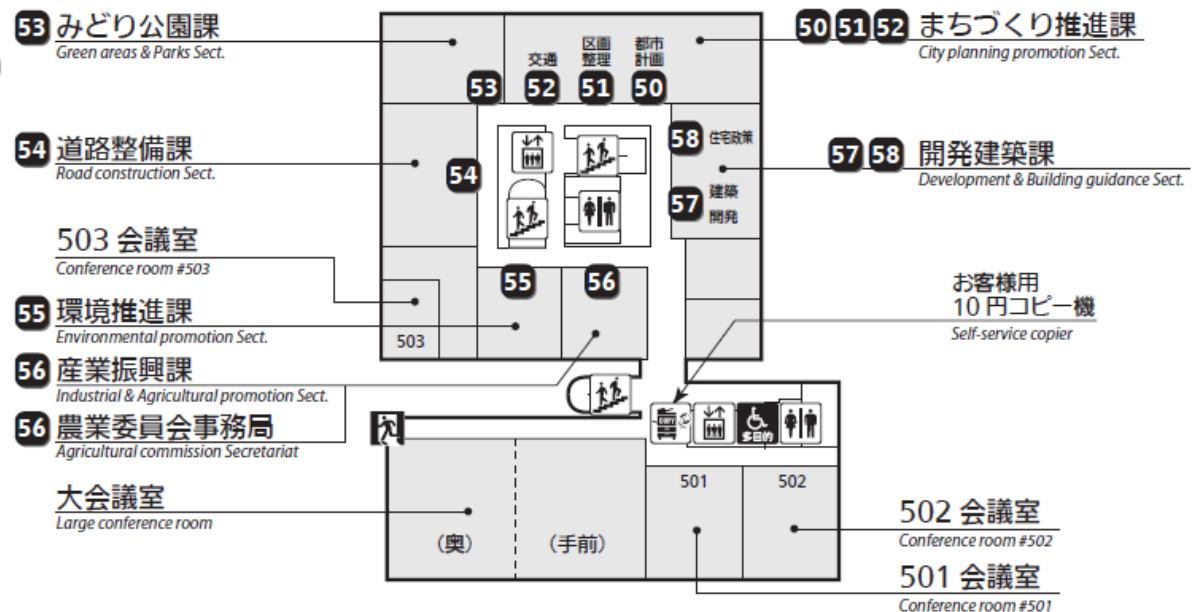 53 みどり公園課
Green areas & Parks Sect.
50 51 52 まちづくり推進課
City planning promotion Sect.
交通
区画
整理
都市
計画
53
52
51
50
54 道路整備課
Road construction Sect.
54
58 住宅政策
57 建築
開発
57 58 開発建築課
Development & Building guidance Sect.
503 会議室
Conference room #503
503
55
56
お客様用
10 円コピー機
Self-service copier
55 環境推進課
Environmental promotion Sect.
56 産業振興課
Industrial & Agricultural promotion Sect.
56 農業委員会事務局
Agricultural commission Secretariat
COPY
多目的
大会議室
Large conference room
(奥)
(手前)
501
502
502 会議室
Conference room #502
501 会議室
Conference room #501